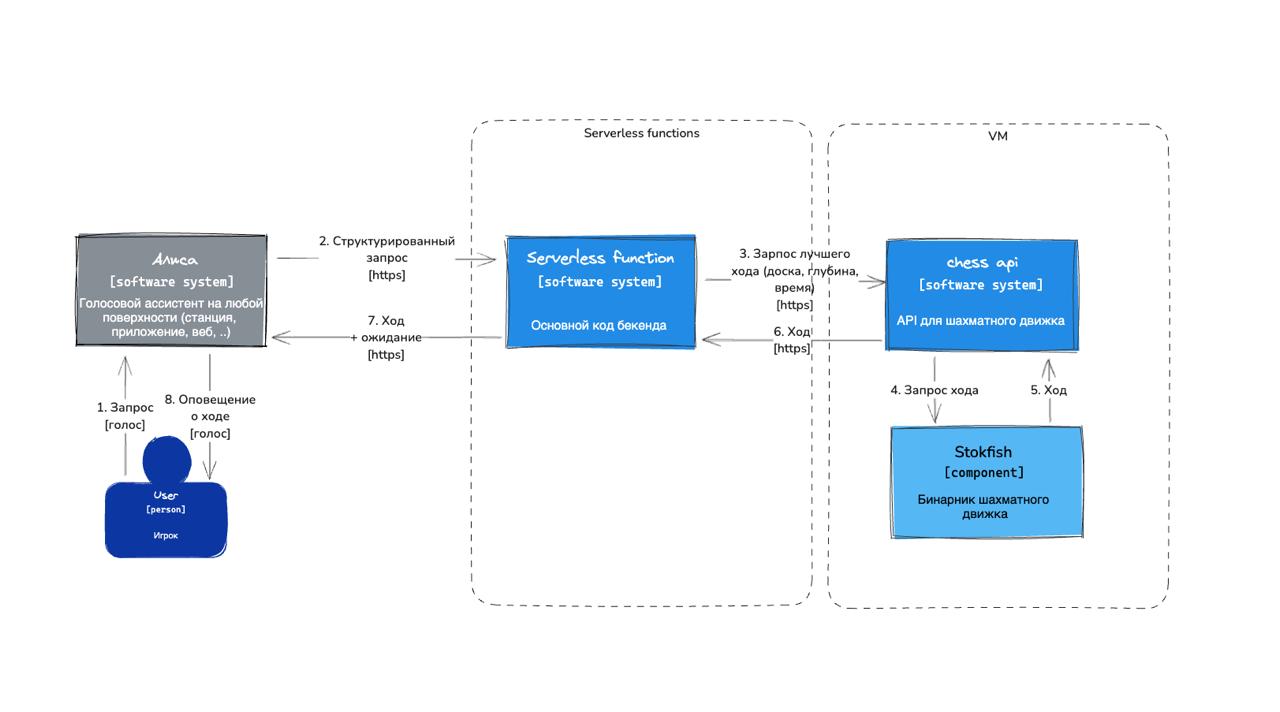 Serverless functions
VM
Алиса
[software system]
Голосовой ассистент на любой
поверхности (станция,
приложение, веб, ..)
2. Структурированный
запрос
[https]
7. Ход
+ ожидание
[https]
Serverless function
[software system]
Основной код бекенда
3. Зарпос лучшего
хода (доска, глубина,
время)
[https]
6. Ход
[https]
chess api
[software system]
API для шахматного движка
4. Запрос хода
5. Ход
Stokfish
[component]
Бинарник шахматного
движка
1. Запрос
[голос]
8. Оповещение
о ходе
[голос]
User
[person]
Игрок